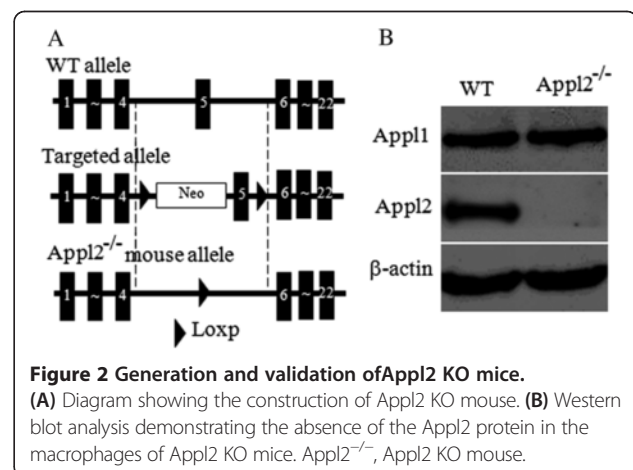 A
WT allele
1 ~ 4 5 6 ~ 22
Targeted allele
1 ~ 4 Neo 5 6 ~ 22
Appl2-/- mouse allele
1 ~ 4 6 ~ 22
Loxp
B
WT Appl2-/-
Appl1
Appl2
β-actin
Figure 2 Generation and validation ofAppl2 KO mice.
(A) Diagram showing the construction of Appl2 KO mouse. (B) Western
blot analysis demonstrating the absence of the Appl2 protein in the
macrophages of Appl2 KO mice. Appl2−/−, Appl2 KO mouse.